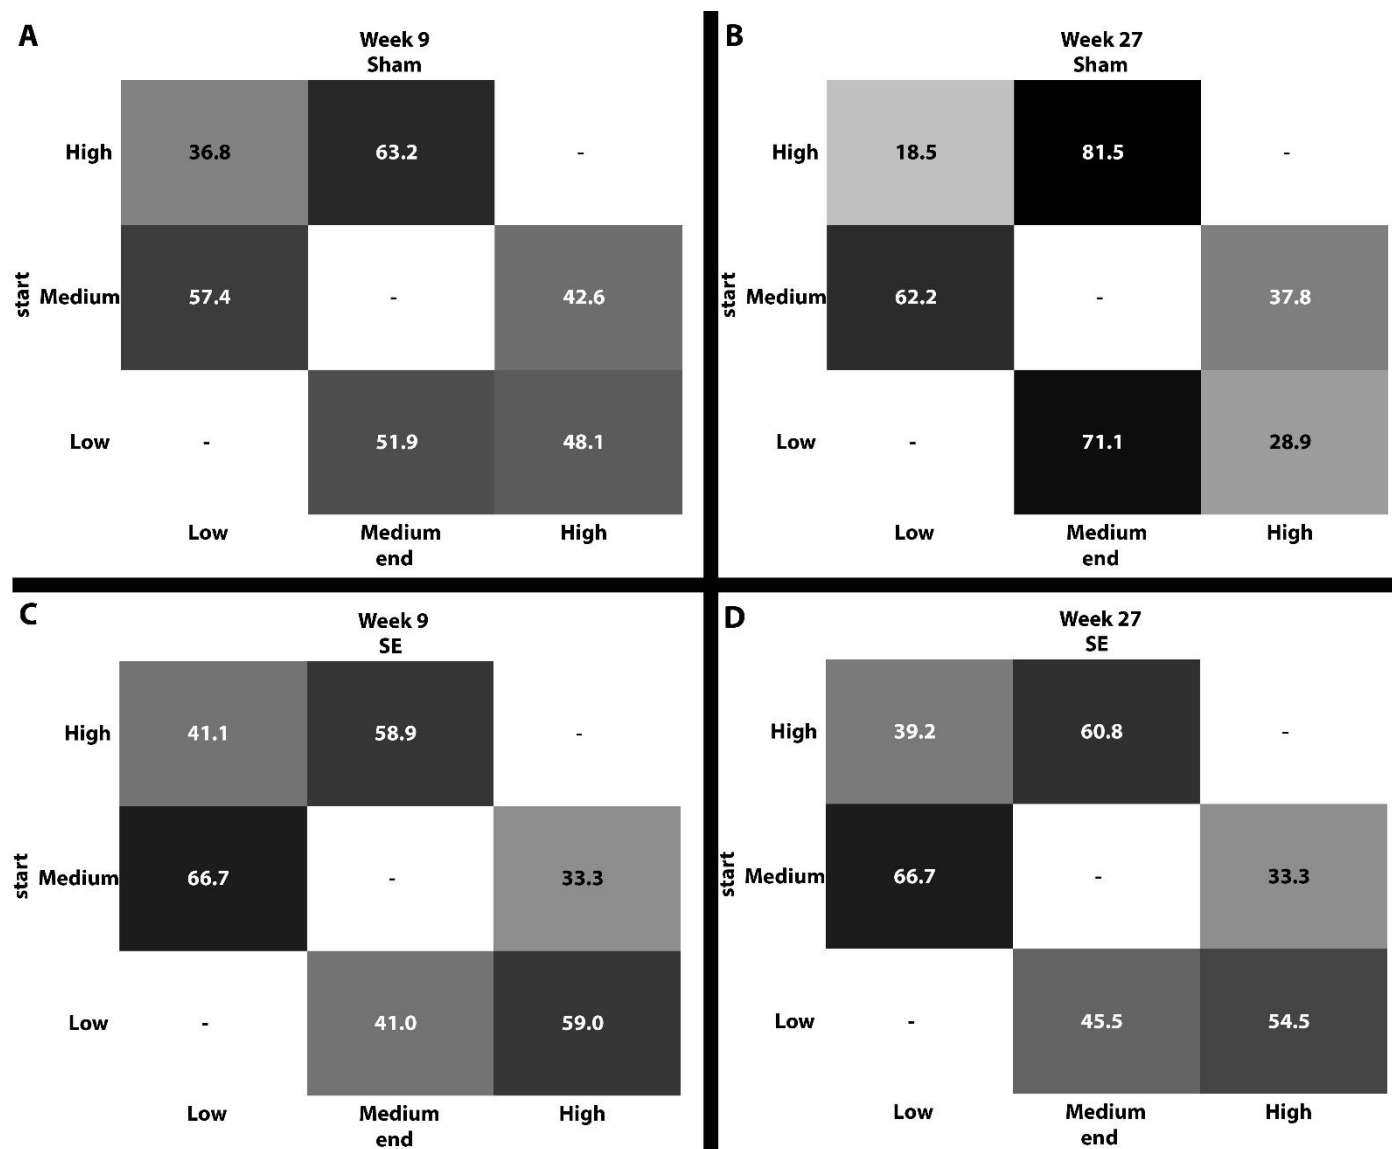 A
Week 9
Sham
High 36.8 63.2 -
start
Medium 57.4 - 42.6
Low - 51.9 48.1
Low Medium High
end
B
Week 27
Sham
High 18.5 81.5 -
start
Medium 62.2 - 37.8
Low - 71.1 28.9
Low Medium High
end
C
Week 9
SE
High 41.1 58.9 -
start
Medium 66.7 - 33.3
Low - 41.0 59.0
Low Medium High
end
D
Week 27
SE
High 39.2 60.8 -
start
Medium 66.7 - 33.3
Low - 45.5 54.5
Low Medium High
end